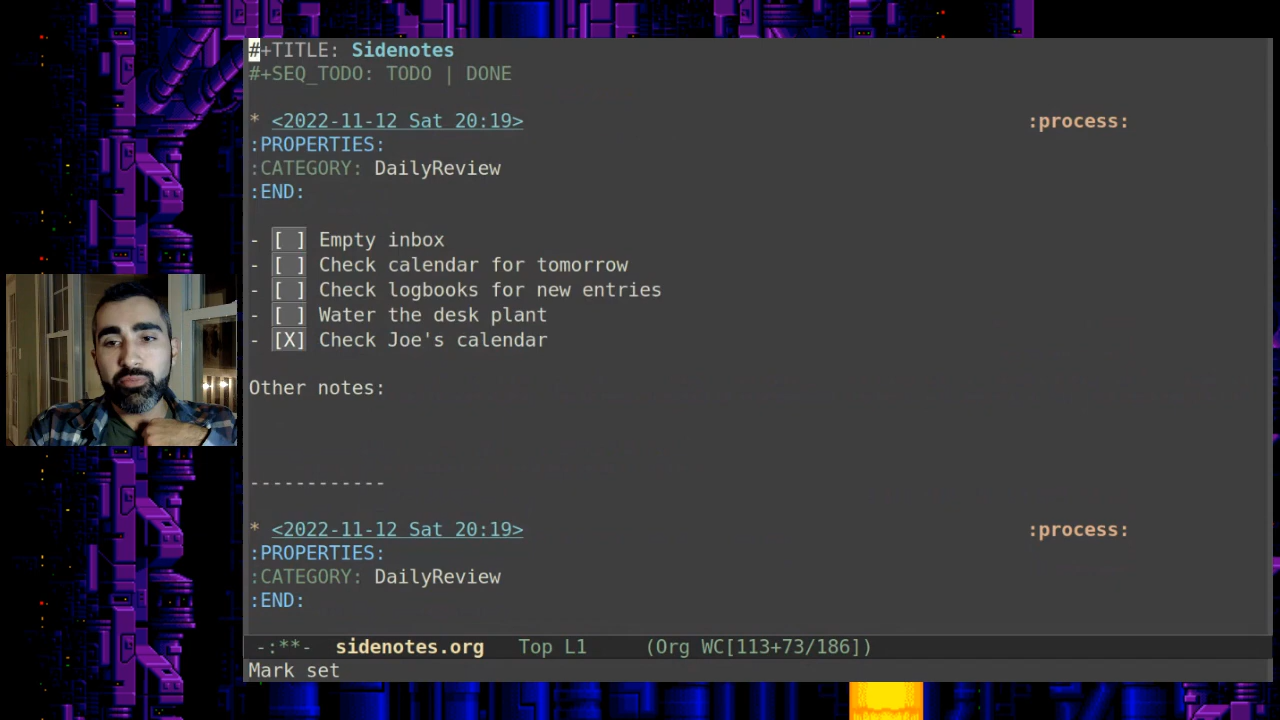 #+TITLE: Sidenotes
#+SEQ_TODO: TODO | DONE
* <2022-11-12 Sat 20:19> :process:
:PROPERTIES:
:CATEGORY: DailyReview
:END:
- [ ] Empty inbox
- [ ] Check calendar for tomorrow
- [ ] Check logbooks for new entries
- [ ] Water the desk plant
- [X] Check Joe's calendar
Other notes:
------------
* <2022-11-12 Sat 20:19> :process:
:PROPERTIES:
:CATEGORY: DailyReview
:END:
-:**- sidenotes.org Top L1 (Org WC[113+73/186])
Mark set